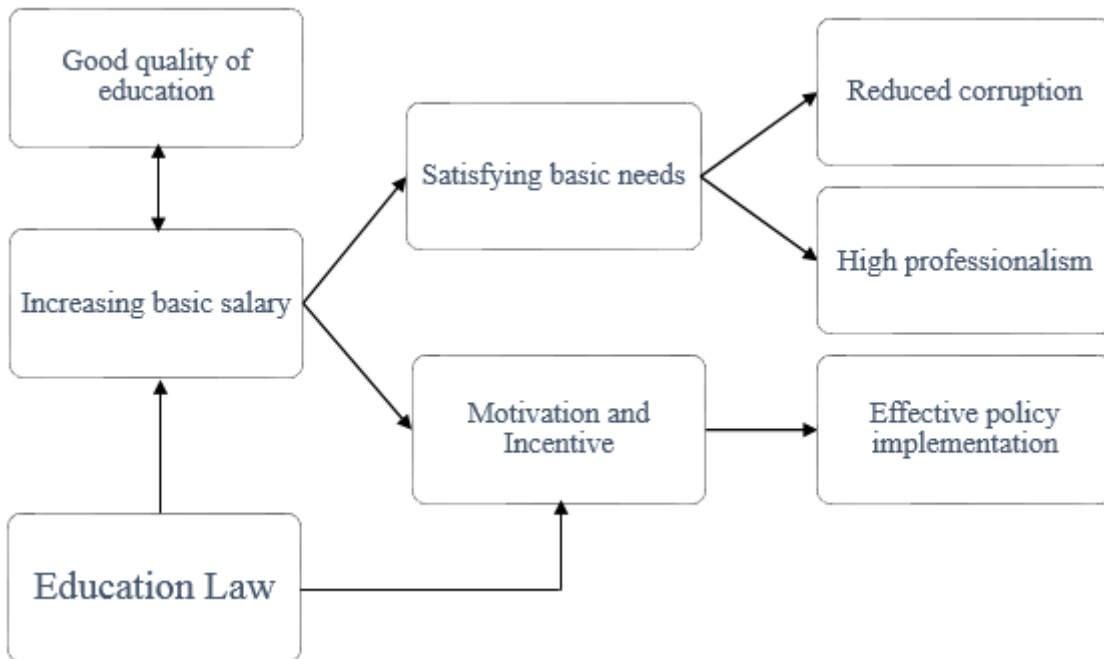 Good quality of
education
Reduced corruption
Satisfying basic needs
High professionalism
Increasing basic salary
Motivation and
Incentive
Effective policy
implementation
Education Law